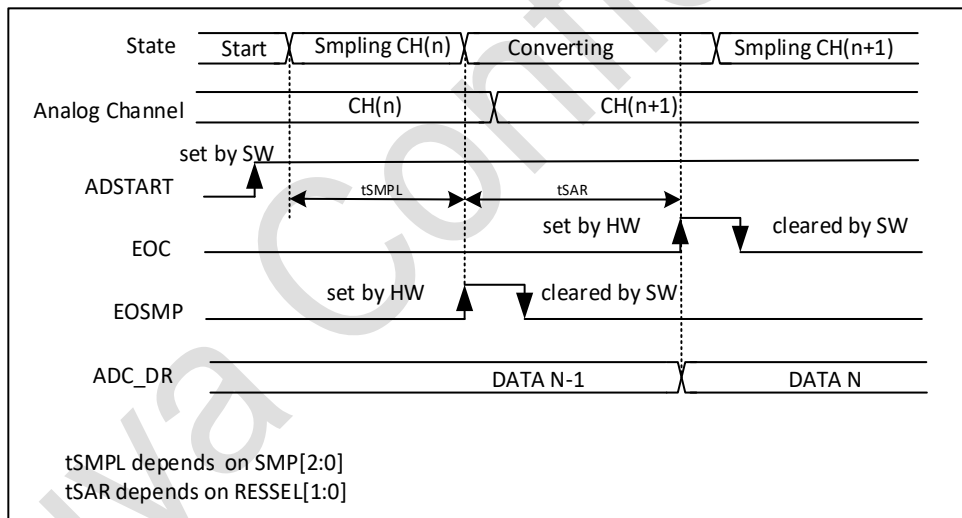 State Start Smpling CH(n) Converting Smpling CH(n+1)
Analog Channel CH(n) CH(n+1)
set by SW
ADSTART tSMPL tSAR
set by HW cleared by SW
EOC
set by HW cleared by SW
EOSMP
ADC_DR DATA N-1 DATA N
tSMPL depends on SMP[2:0]
tSAR depends on RESSEL[1:0]